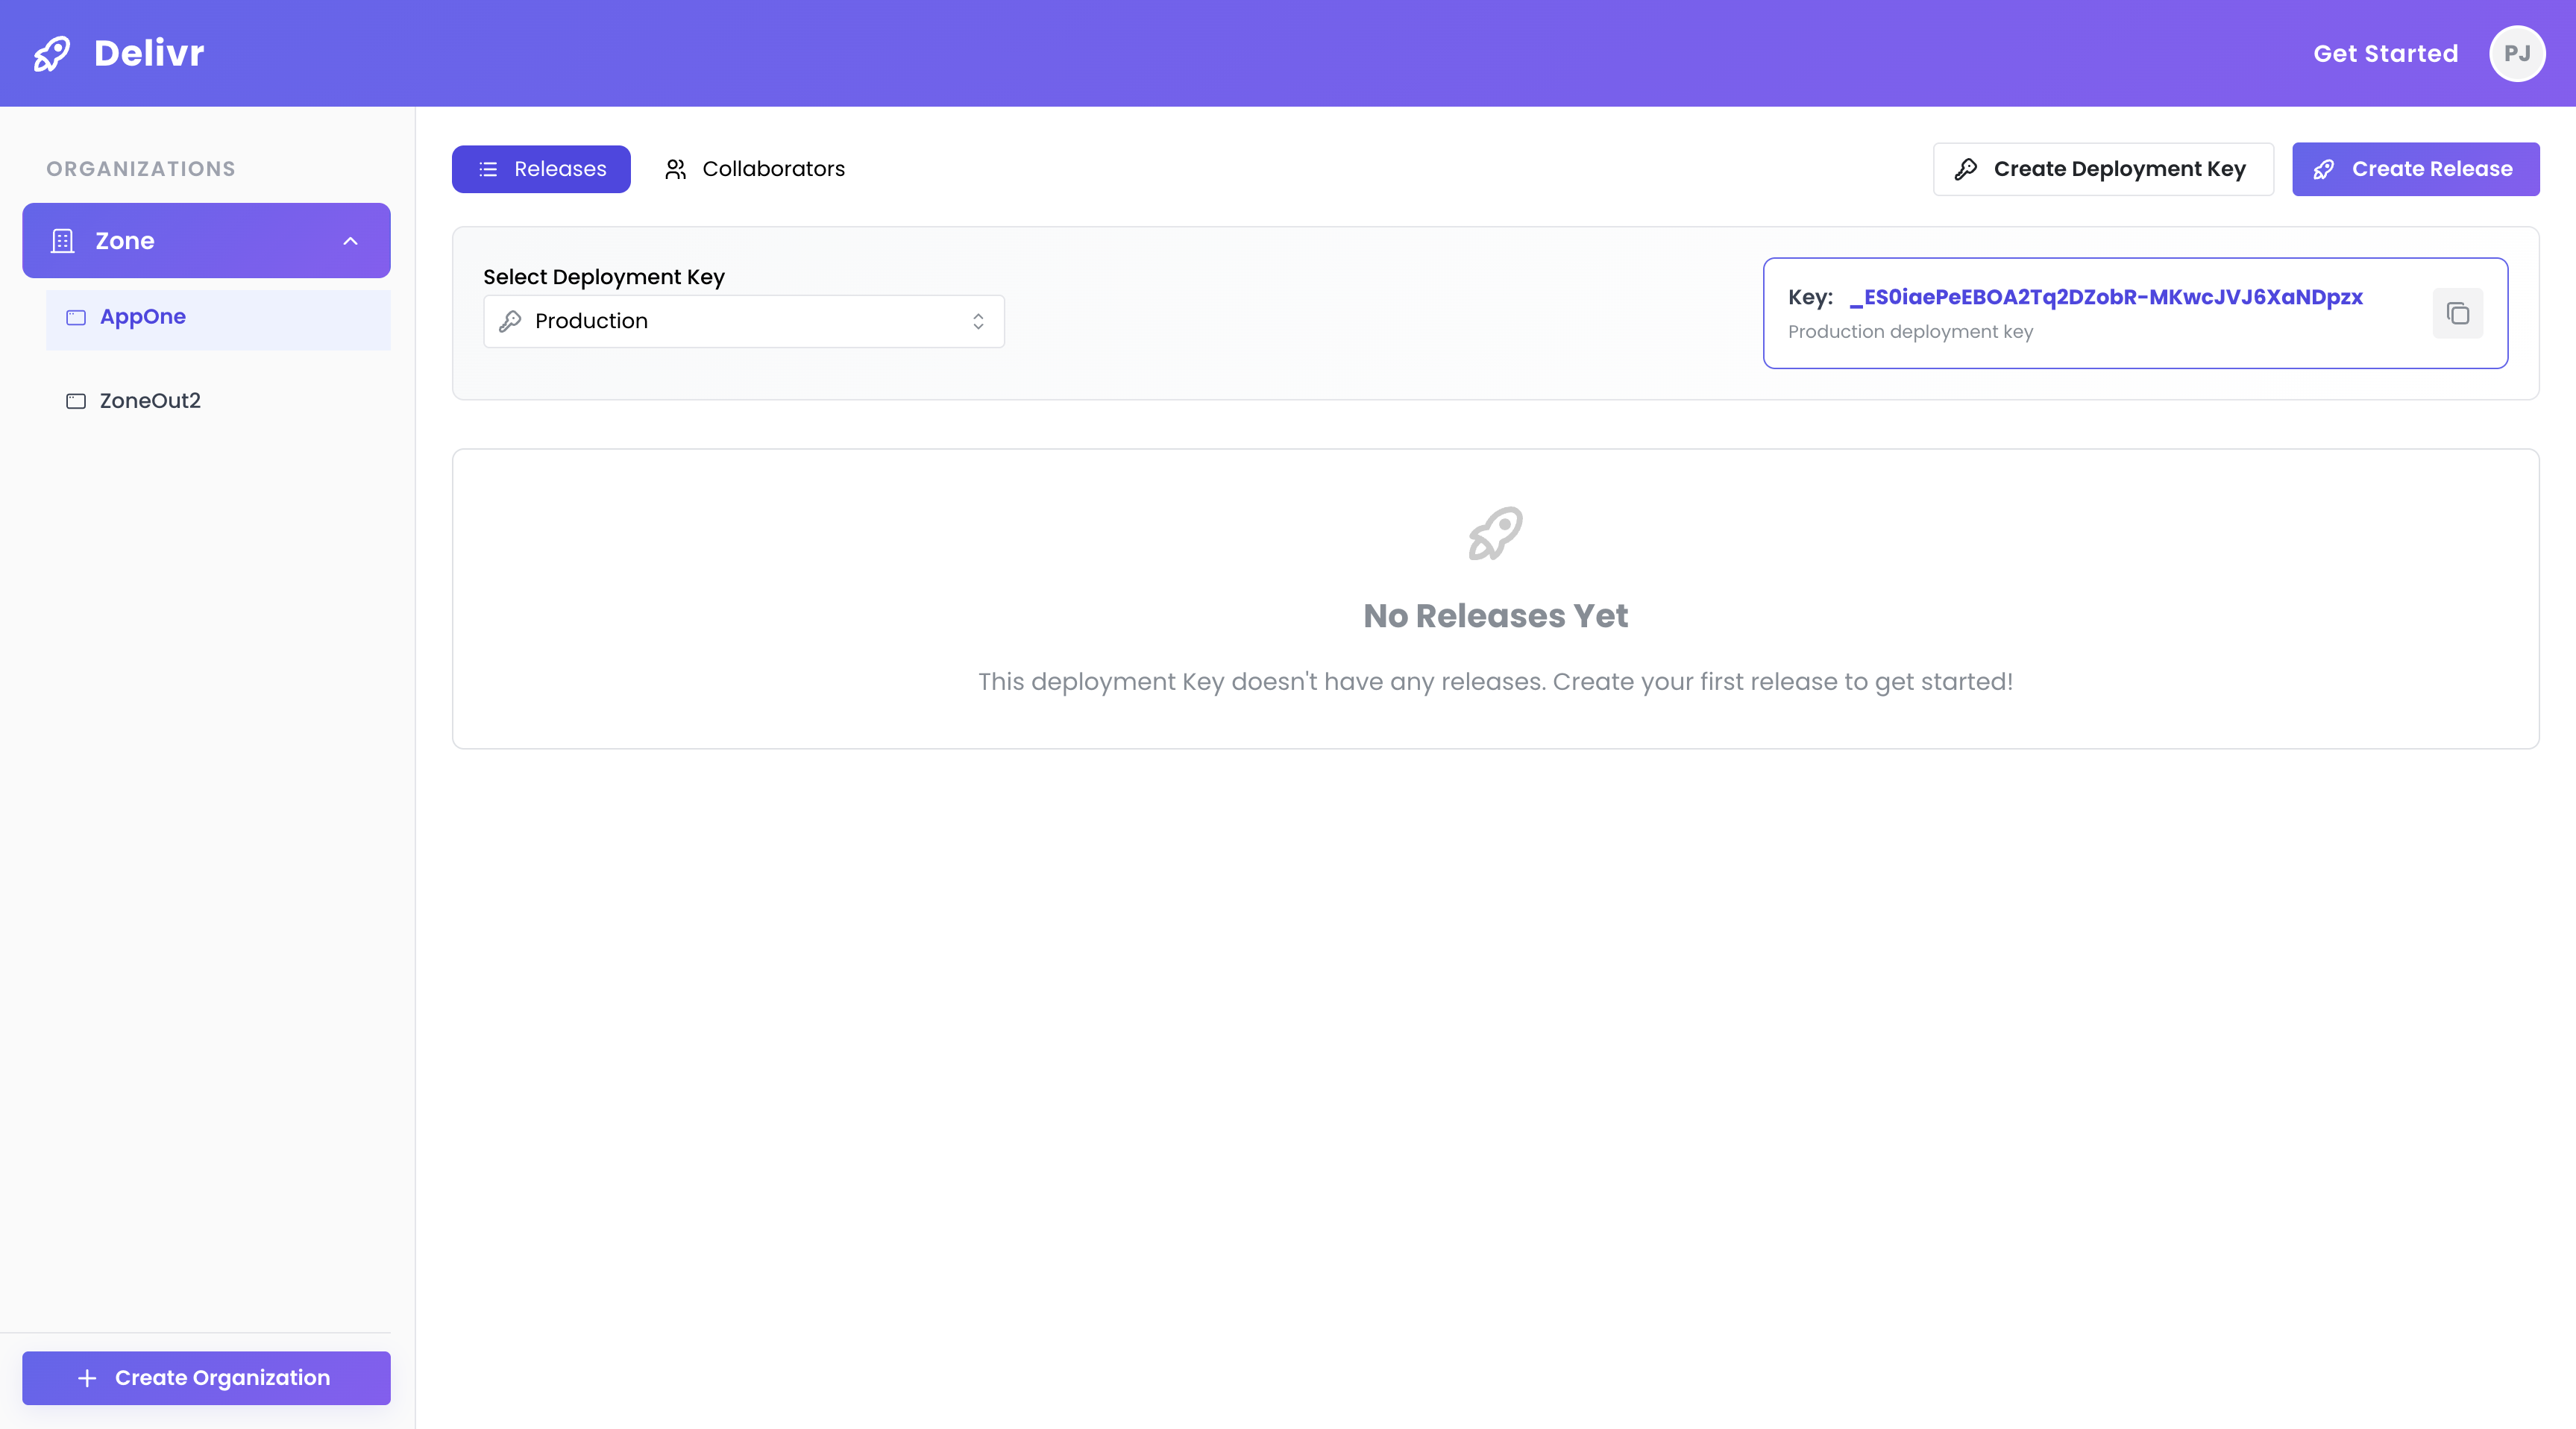 Delivr
Get Started
PJ
ORGANIZATIONS
Zone
AppOne
ZoneOut2
Create Organization
Releases
Collaborators
Create Deployment Key
Create Release
Select Deployment Key
Production
Key: _ES0iaePeEBOA2Tq2DZobR-MKwcJVJ6XaNDpzx
Production deployment key
No Releases Yet
This deployment Key doesn't have any releases. Create your first release to get started!